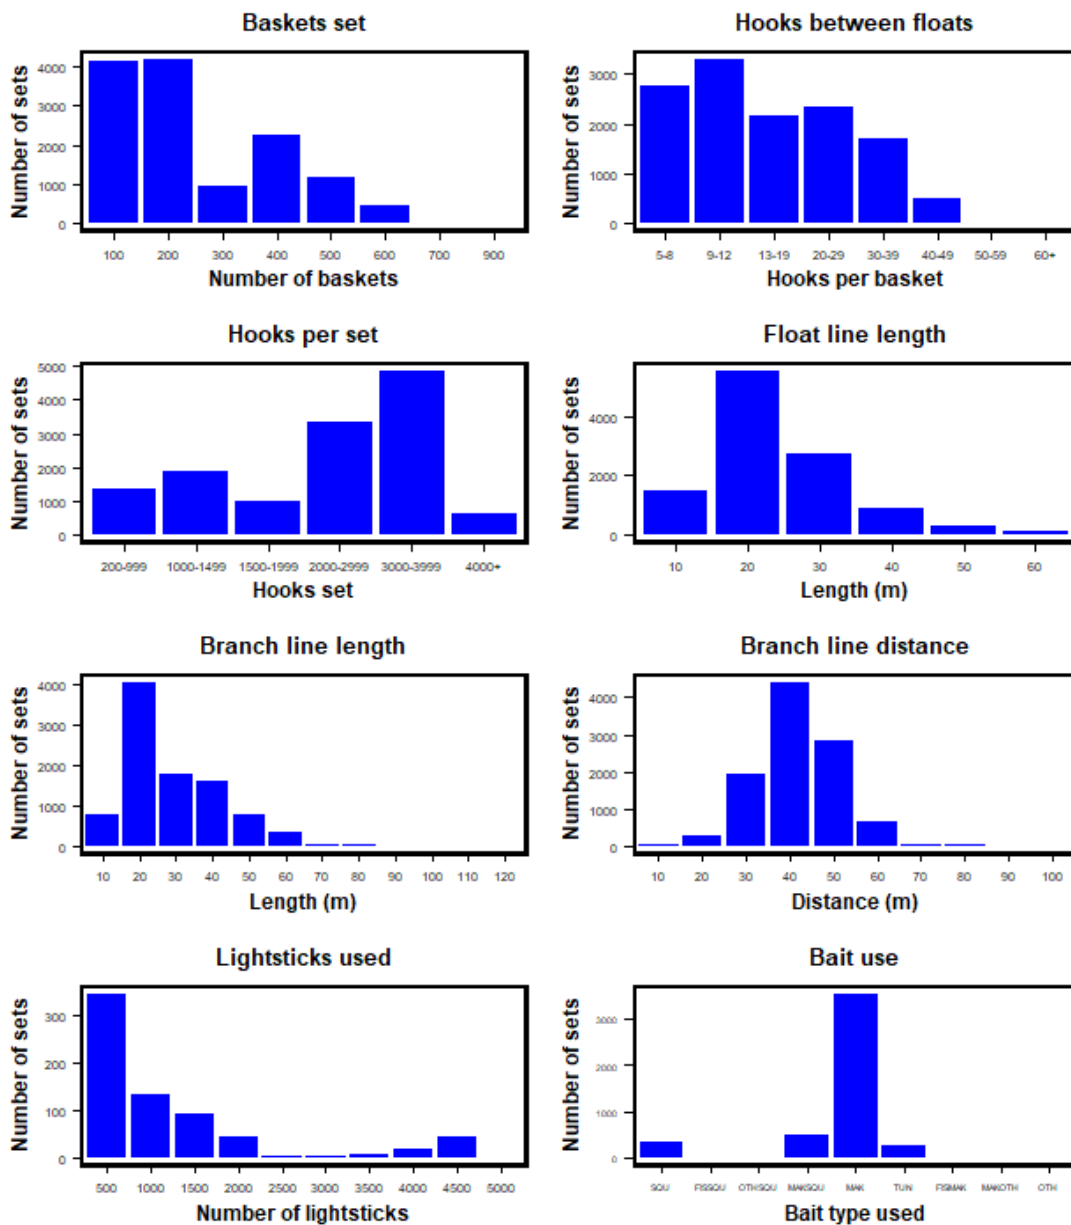 Baskets set
Number of sets
4000
3000
2000
1000
0
100 200 300 400 500 600 700 900
Number of baskets
Hooks between floats
Number of sets
3000
2000
1000
0
5-8 9-12 13-19 20-29 30-39 40-49 50-59 60+
Hooks per basket
Hooks per set
Number of sets
5000
4000
3000
2000
1000
0
200-999 1000-1499 1500-1999 2000-2999 3000-3999 4000+
Hooks set
Float line length
Number of sets
4000
2000
0
10 20 30 40 50 60
Length (m)
Branch line length
Number of sets
4000
3000
2000
1000
0
10 20 30 40 50 60 70 80 90 100 110 120
Length (m)
Branch line distance
Number of sets
4000
3000
2000
1000
0
10 20 30 40 50 60 70 80 90 100
Distance (m)
Lightsticks used
Number of sets
300
200
100
0
500 1000 1500 2000 2500 3000 3500 4000 4500 5000
Number of lightsticks
Bait use
Number of sets
3000
2000
1000
0
SQU FISSQU OTHSQU MAKSQU MAK TUN FISMAK MAKOTH OTH
Bait type used